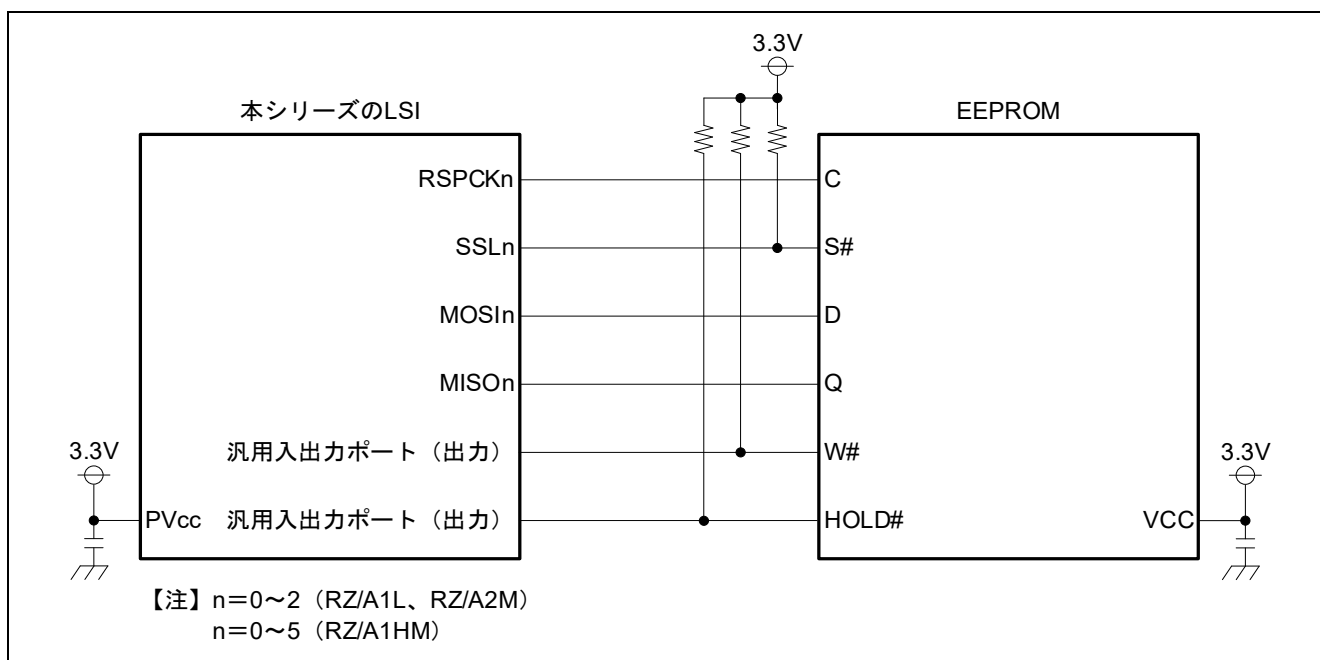 3.3V
本シリーズのLSI
EEPROM
RSPCKn
C
SSLn
S#
MOSIn
D
MISOn
Q
3.3V
汎用入出力ポート（出力）
W#
3.3V
PVcc
汎用入出力ポート（出力）
HOLD#
VCC
【注】n＝0～2（RZ/A1L、RZ/A2M）
n＝0～5（RZ/A1HM）